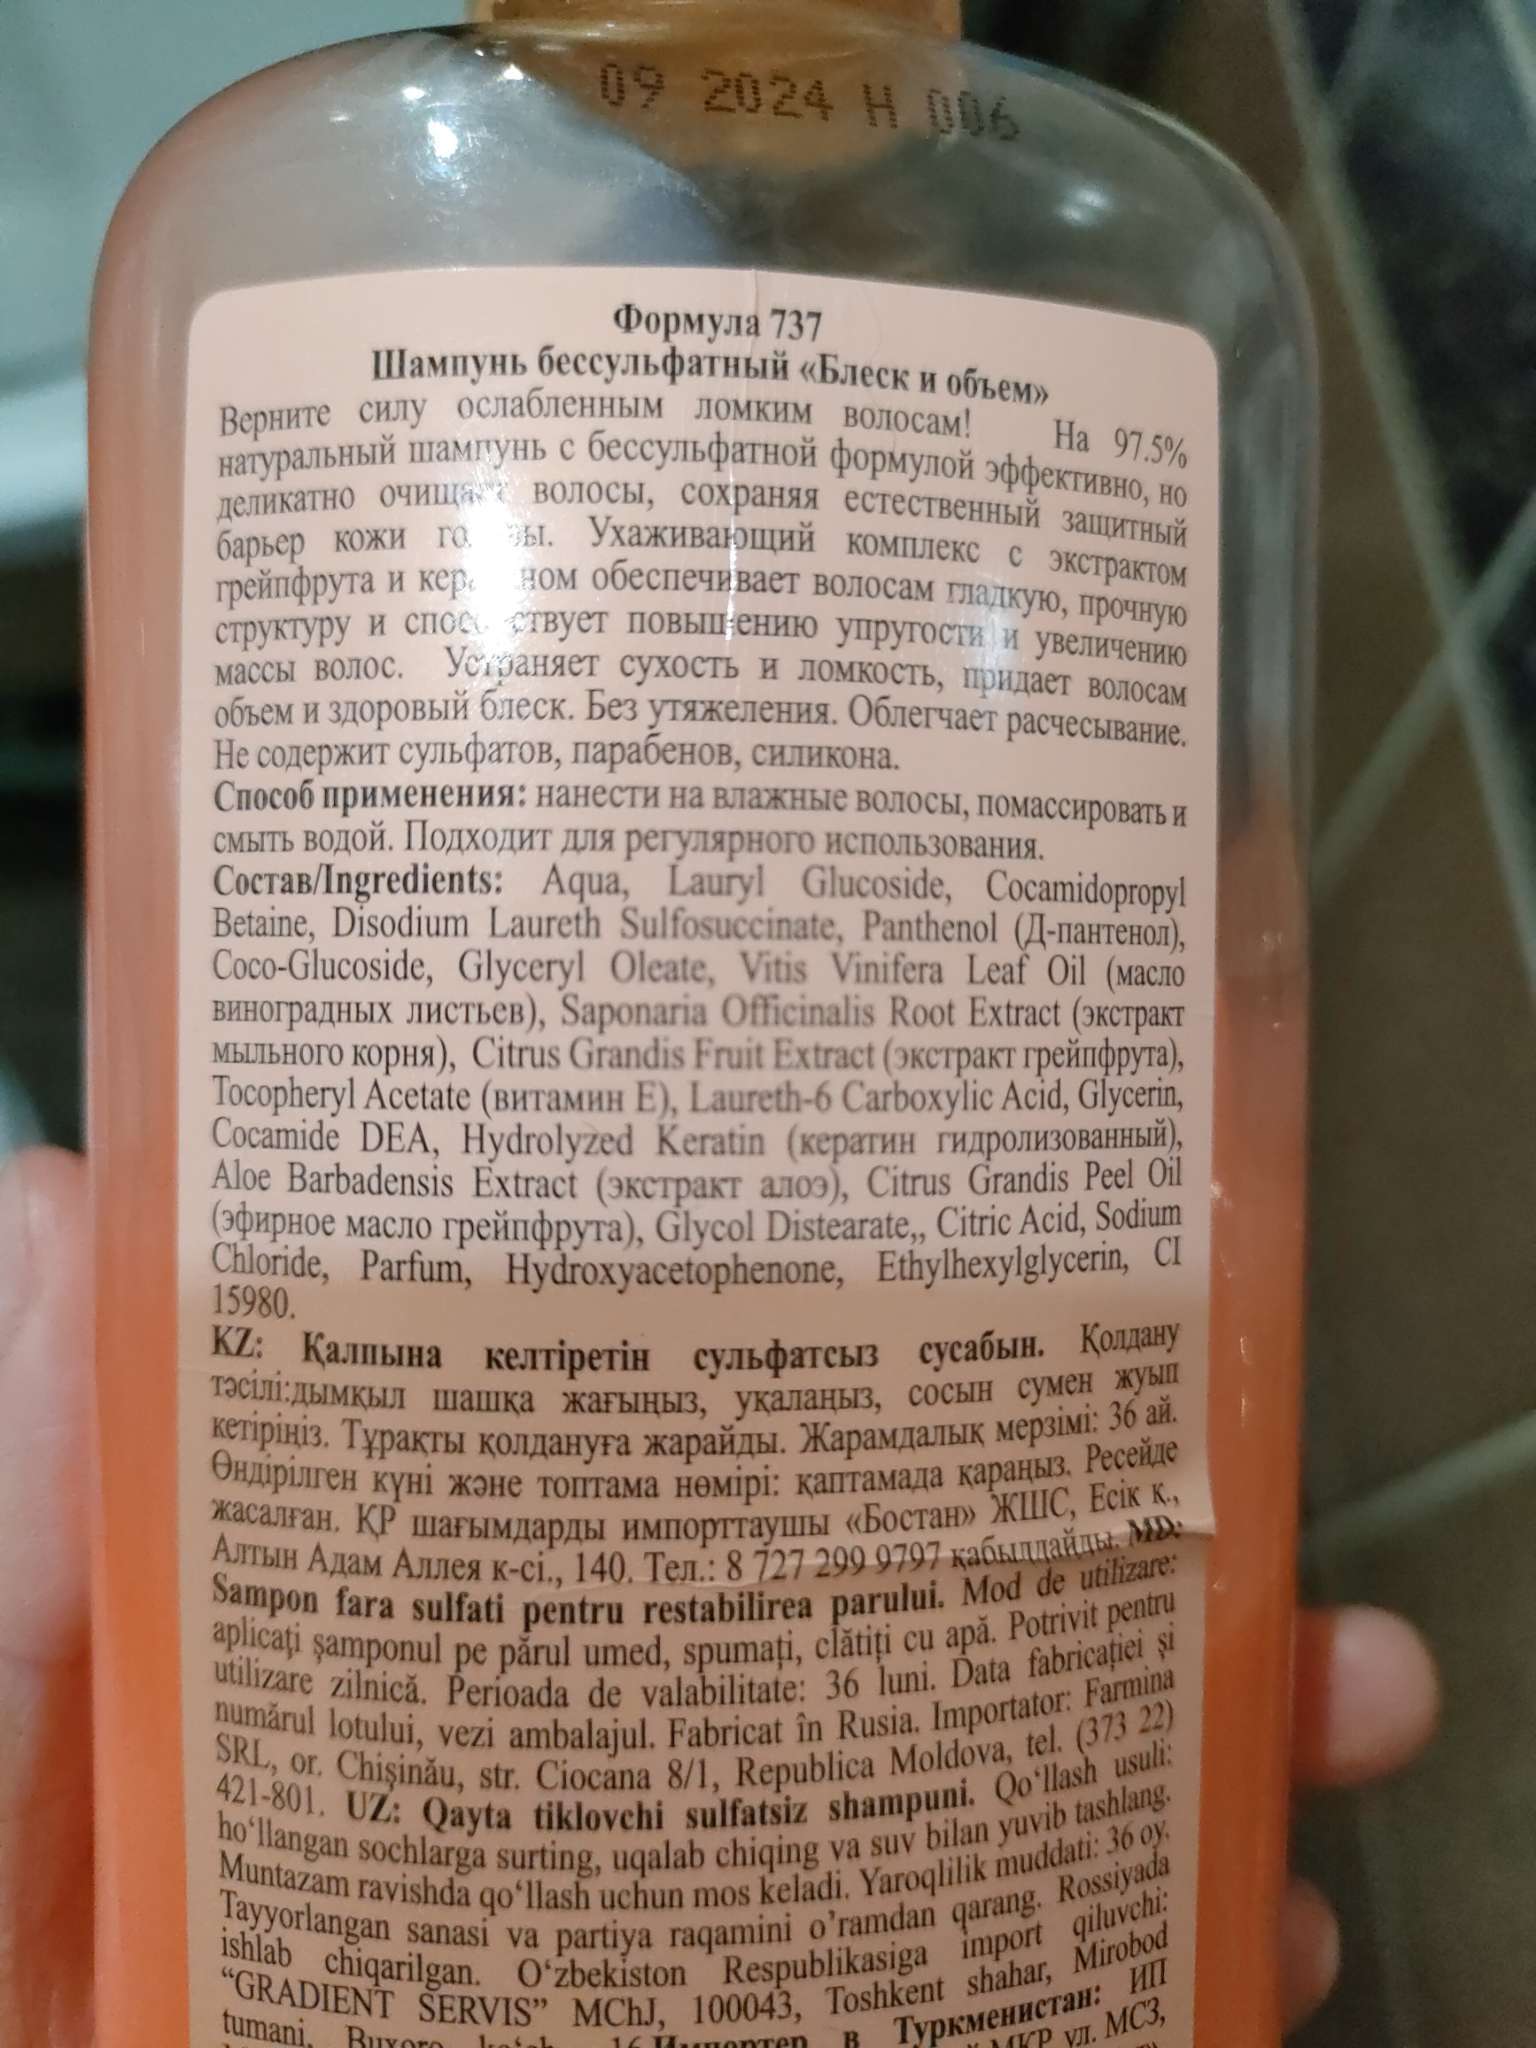 09 2024 H 006
Формула 737
Шампунь бессульфатный «Блеск и объем»
Верните силу ослабленным ломким волосам! На 97.5%
натуральный шампунь с бессульфатной формулой эффективно, но
деликатно волосы, сохраняя естественный защитный
барьер кожи Ухаживающий комплекс с экстрактом
грейпфрута и обеспечивает волосам гладкую, прочную
структуру и повышению упругости и увеличению
массы волос. Устраняет сухость и ломкость, придает волосам
объем и здоровый блеск. Без утяжеления. Облегчает расчесывание.
Не содержит сульфатов, парабенов, силикона.
Способ применения: нанести на влажные волосы, помассировать и
смыть водой. Подходит для регулярного использования.
Состав/Ingredients: Aqua, Lauryl Glucoside, Cocamidopropyl
Betaine, Disodium Laureth Sulfosuccinate, Panthenol (Д-пантенол),
Coco-Glucoside, Glyceryl Oleate, Vitis Vinifera Leaf Oil (масло
виноградных листьев), Saponaria Officinalis Root Extract (экстракт
мыльного корня), Citrus Grandis Fruit Extract (экстракт грейпфрута),
Tocopheryl Acetate (витамин Е), Laureth-6 Carboxylic Acid, Glycerin,
Cocamide DEA, Hydrolyzed Keratin (кератин гидролизованный),
Aloe Barbadensis Extract (экстракт алоэ), Citrus Grandis Peel Oil
(эфирное масло грейпфрута), Glycol Distearate,, Citric Acid, Sodium
Chloride, Parfum, Hydroxyacetophenone, Ethylhexylglycerin, CI
15980.
KZ: Қалпына келтіретін сульфатсыз сусабын. Қолдану
тәсілі:дымқыл шашқа жағыңыз, уқалаңыз, сосын сумен жуып
кетіріңіз. Тұрақты қолдануға жарайды. Жарамдалық мерзімі: 36 ай.
Өндірілген күні және топтама нөмірі: қаптамада қараңыз. Ресейде
жасалған. ҚР шағымдарды импорттаушы «Бостан» ЖШС, Есік қ.,
Алтын Адам Аллея к-сі., 140. Тел.: 8 727 299 9797 қабылдайды. MD:
Sampon fara sulfati pentru restabilirea parului. Mod de utilizare:
aplicați șamponul pe părul umed, spumați, clătiți cu apă. Potrivit pentru
utilizare zilnică. Perioada de valabilitate: 36 luni. Data fabricației și
numărul lotului, vezi ambalajul. Fabricat în Rusia. Importator: Farmina
SRL, or. Chișinău, str. Ciocana 8/1, Republica Moldova, tel. (373 22)
421-801. UZ: Qayta tiklovchi sulfatsiz shampuni. Qo‘llash usuli:
ho‘llangan sochlarga surting, uqalab chiqing va suv bilan yuvib tashlang.
Muntazam ravishda qo‘llash uchun mos keladi. Yaroqlilik muddati: 36 oy.
Tayyorlangan sanasi va partiya raqamini o’ramdan qarang. Rossiyada
ishlab chiqarilgan. O‘zbekiston Respublikasiga import qiluvchi:
“GRADIENT SERVIS” MChJ, 100043, Toshkent shahar, Mirobod
tumani, Buxoro 16 Импортер в Туркменистан: ИП
МКР ул. МСЗ,